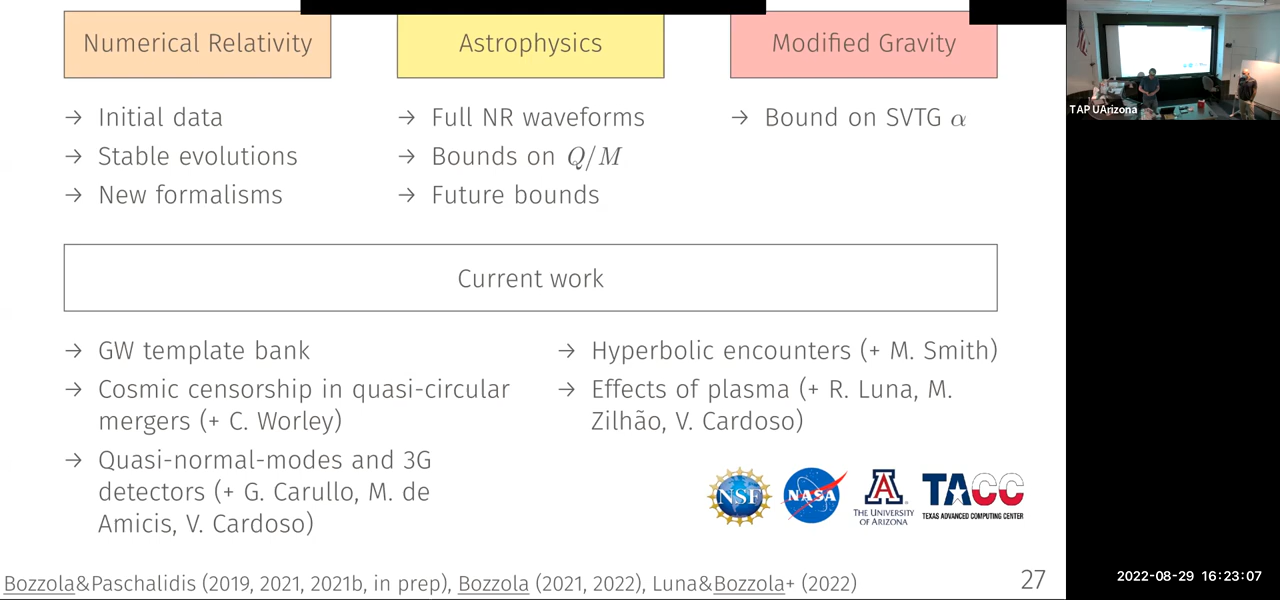 Numerical Relativity
Astrophysics
Modified Gravity
→ Initial data
→ Stable evolutions
→ New formalisms
→ Full NR waveforms
→ Bounds on Q/M
→ Future bounds
→ Bound on SVTG α
Current work
→ GW template bank
→ Cosmic censorship in quasi-circular
mergers (+ C. Worley)
→ Quasi-normal-modes and 3G
detectors (+ G. Carullo, M. de
Amicis, V. Cardoso)
→ Hyperbolic encounters (+ M. Smith)
→ Effects of plasma (+ R. Luna, M.
Zilhão, V. Cardoso)
NSF
NASA
A
THE UNIVERSITY
OF ARIZONA
TACC
TEXAS ADVANCED COMPUTING CENTER
Bozzola&Paschalidis (2019, 2021, 2021b, in prep), Bozzola (2021, 2022), Luna&Bozzola+ (2022)
27
TAP UArizona
2022-08-29 16:23:07